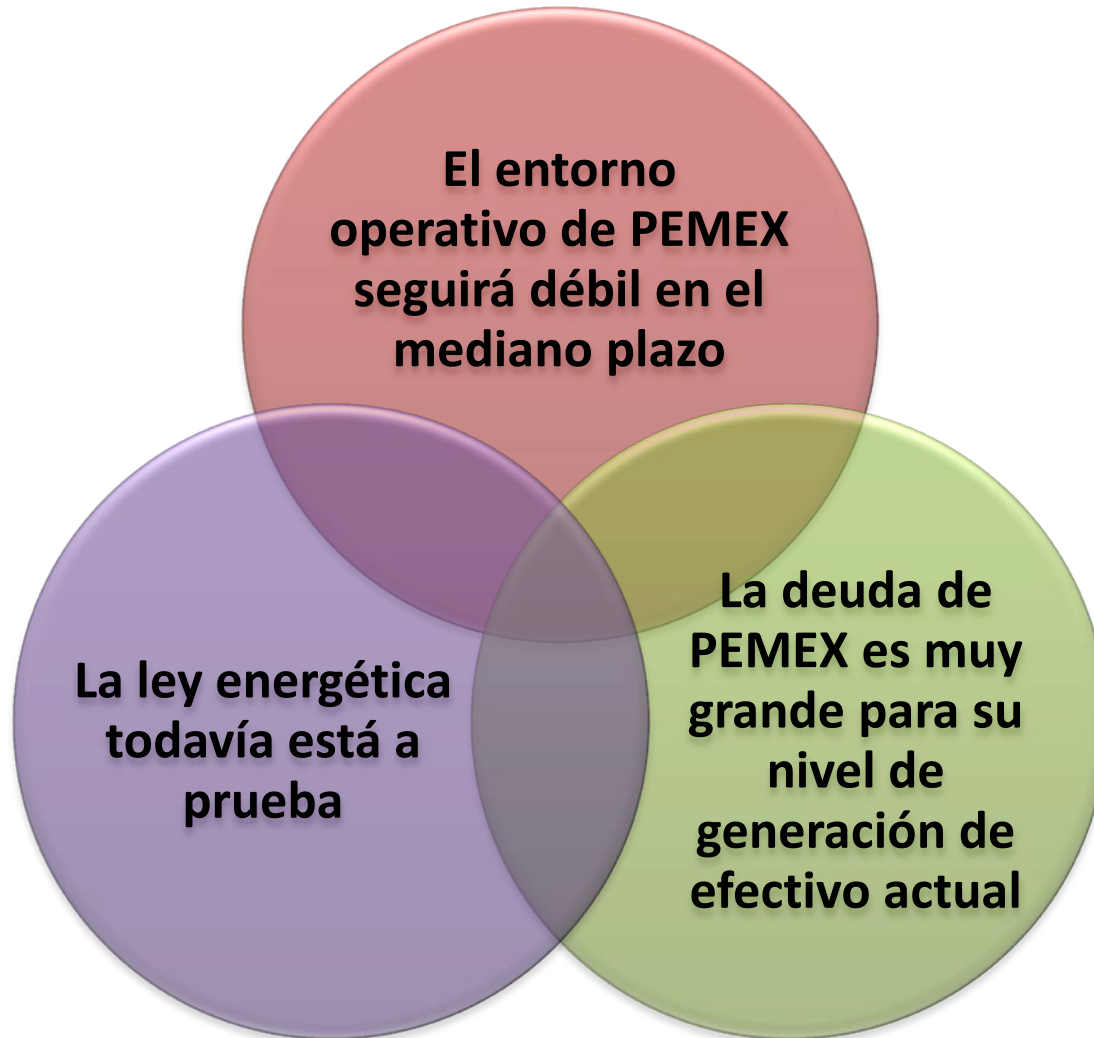 El entorno
operativo de PEMEX
seguirá débil en el
mediano plazo
La ley energética
todavía está a
prueba
La deuda de
PEMEX es muy
grande para su
nivel de
generación de
efectivo actual